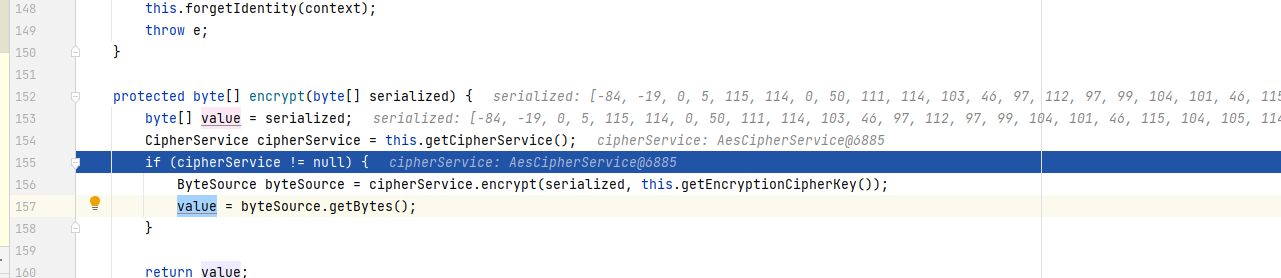 148 this.forgetIdentity(context);
149 throw e;
150 }
151
152 protected byte[] encrypt(byte[] serialized) { serialized: [-84, -19, 0, 5, 115, 114, 0, 50, 111, 114, 103, 46, 97, 112, 97, 99, 104, 101, 46, 115
153 byte[] value = serialized; serialized: [-84, -19, 0, 5, 115, 114, 0, 50, 111, 114, 103, 46, 97, 112, 97, 99, 104, 101, 46, 115, 104, 105, 114
154 CipherService cipherService = this.getCipherService(); cipherService: AesCipherService@6885
155 if (cipherService != null) { cipherService: AesCipherService@6885
156 ByteSource byteSource = cipherService.encrypt(serialized, this.getEncryptionCipherKey());
157 value = byteSource.getBytes();
158 }
159
160 return value;